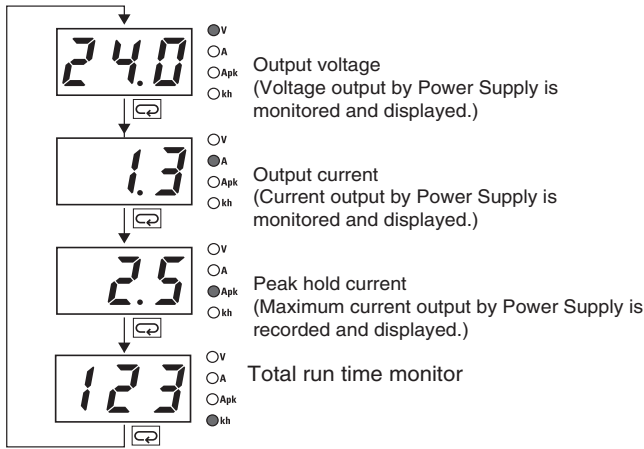 24.0
V
A
Apk
kh
Output voltage
(Voltage output by Power Supply is
monitored and displayed.)
1.3
V
A
Apk
kh
Output current
(Current output by Power Supply is
monitored and displayed.)
2.5
V
A
Apk
kh
Peak hold current
(Maximum current output by Power Supply is
recorded and displayed.)
123
V
A
Apk
kh
Total run time monitor